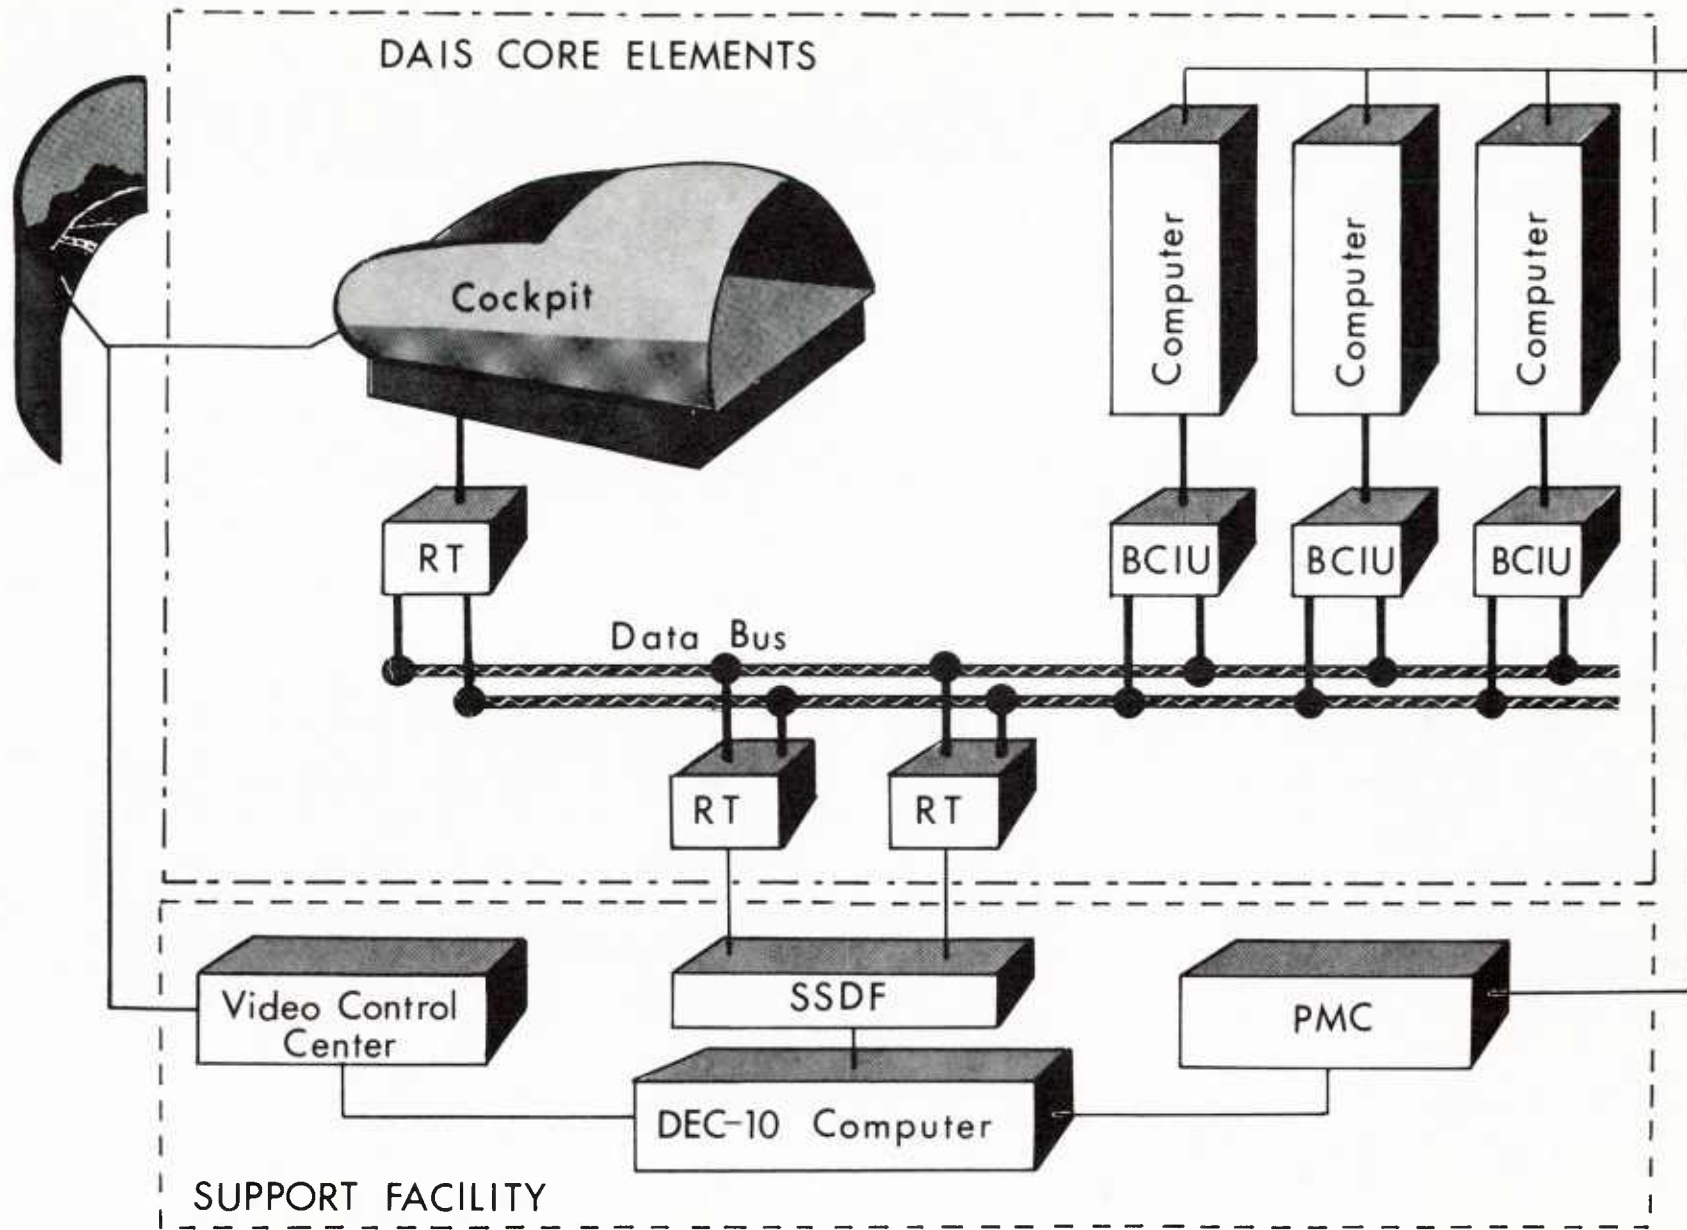 DAIS CORE ELEMENTS
Cockpit
Computer
Computer
Computer
RT
BCIU
BCIU
BCIU
Data Bus
RT
RT
Video Control
Center
SSDF
PMC
DEC-10 Computer
SUPPORT FACILITY